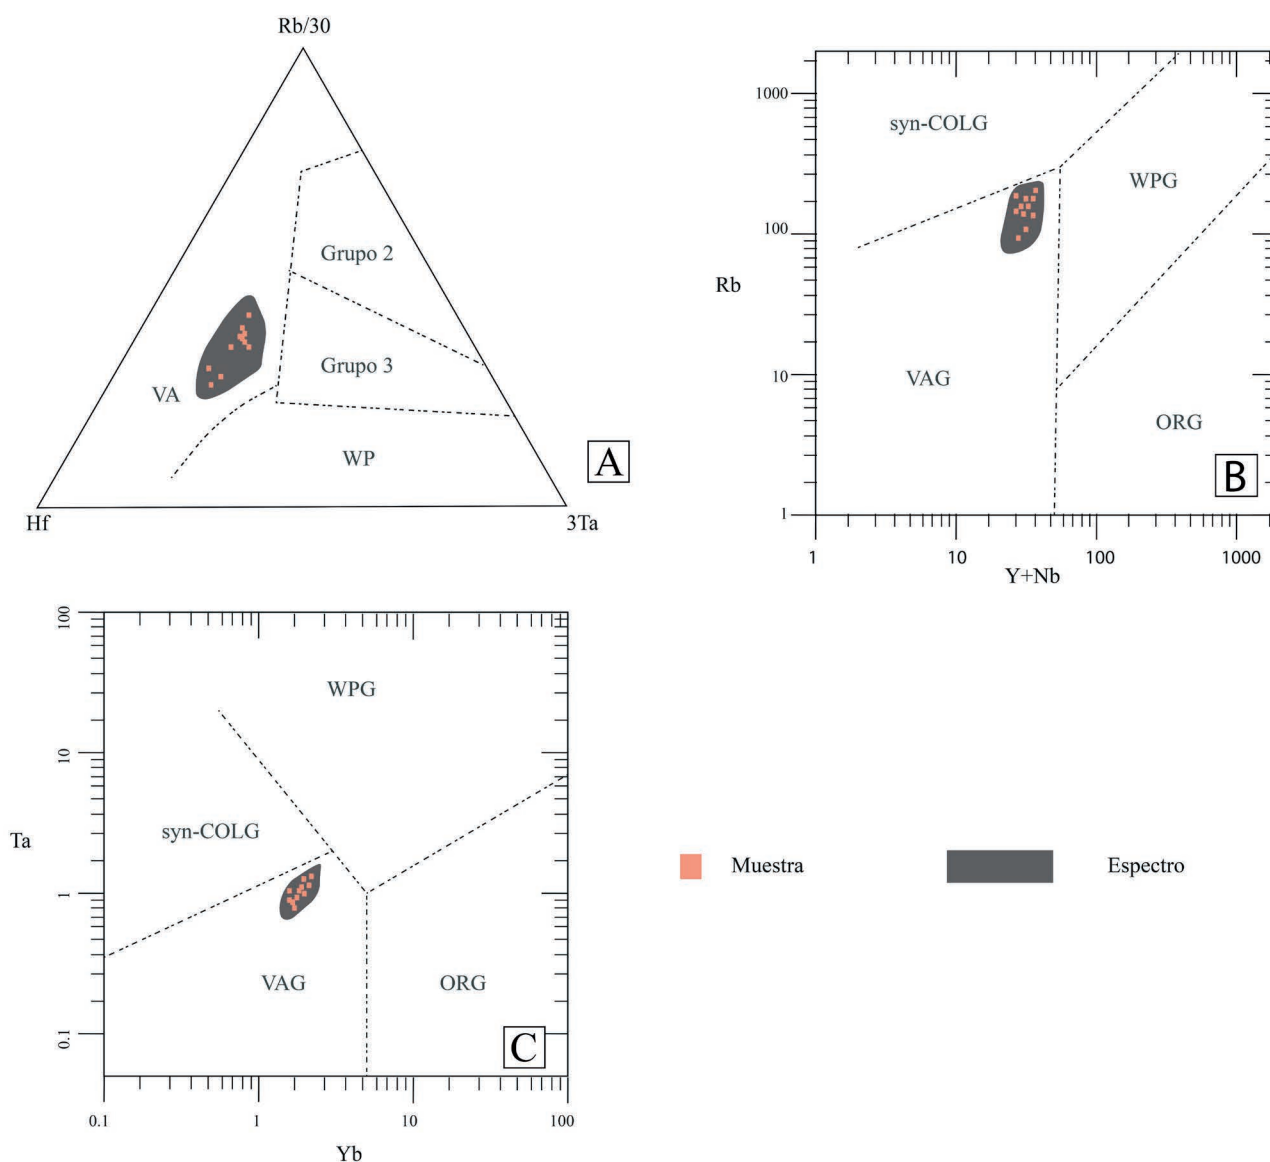 Rb/30
Grupo 2
Grupo 3
VA
WP
Hf
3Ta
A
1000
syn-COLG
WPG
100
Rb
VAG
10
ORG
B
1
1
10
100
1000
Y+Nb
100
WPG
10
syn-COLG
Ta
1
VAG
ORG
0.1
C
0.1
1
10
100
Yb
Muestra
Espectro